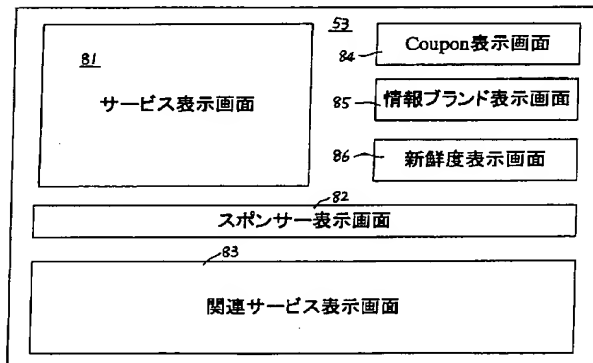 53
81
サービス表示画面
84
Coupon表示画面
85
情報ブランド表示画面
86
新鮮度表示画面
82
スポンサー表示画面
83
関連サービス表示画面